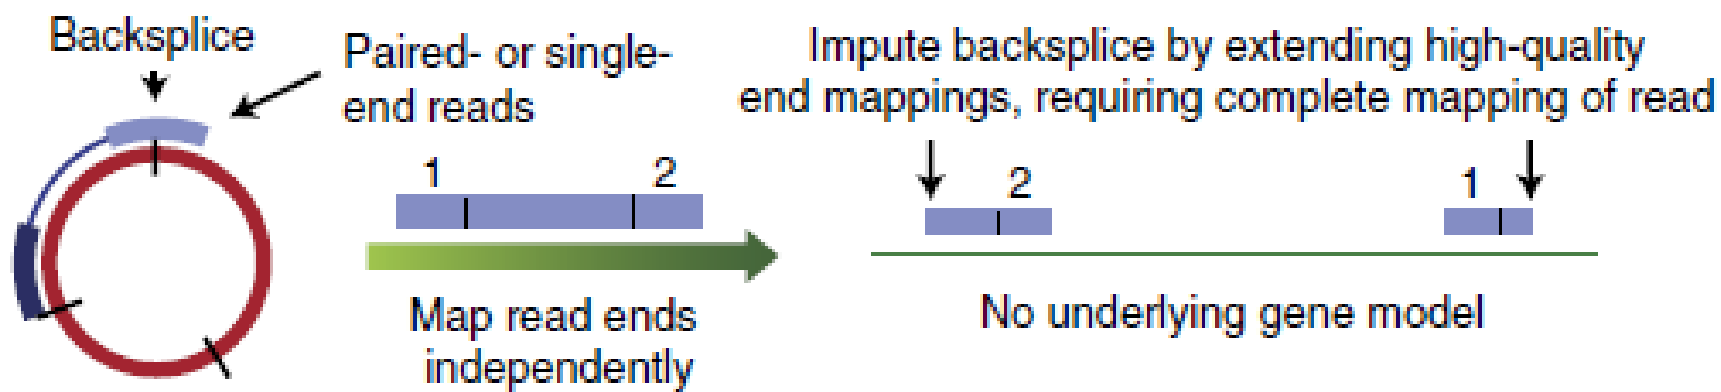 Backsplice
Paired- or single-
end reads
1 2
Map read ends
independently
Impute backsplice by extending high-quality
end mappings, requiring complete mapping of read
2 1
No underlying gene model